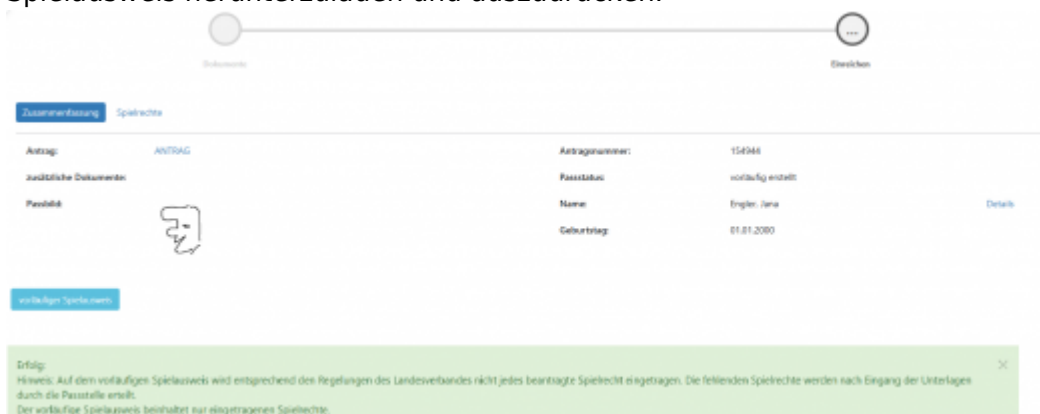 Spielausweis herunterzuladen und auszudrucken.
...
Dokumente
Einreichen
Zusammenfassung Spielrechte
Antrag: ANTRAG Antragsnummer: 154944
zusätzliche Dokumente: Passstatus: vorläufig erstellt
Passbild: Name: Engler, Jana Details
Geburtstag: 01.01.2000
vorläufiger Spielausweis
Erfolg: ×
Hinweis: Auf dem vorläufigen Spielausweis wird entsprechend den Regelungen des Landesverbandes nicht jedes beantragte Spielrecht eingetragen. Die fehlenden Spielrechte werden nach Eingang der Unterlagen
durch die Passstelle erteilt.
Der vorläufige Spielausweis beinhaltet nur eingetragenen Spielrechte.